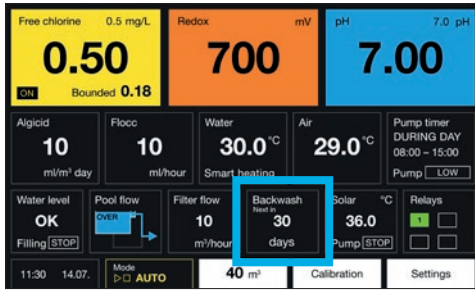 Free chlorine 0.5 mg/L
0.50
ON Bounded 0.18
Redox mV
700
pH 7.0 pH
7.00
Algicid
10
ml/m³ day
Flocc
10
ml/hour
Water
30.0°C
Smart heating
Air
29.0°C
Pump timer
DURING DAY
08:00 – 15:00
Pump LOW
Water level
OK
Filling STOP
Pool flow
OVER
Filter flow
10
m³/hour
Backwash
Next in
30
days
Solar °C
36.0
Pump STOP
Relays
1
11:30 14.07.
Mode
AUTO
40 m³
Calibration
Settings